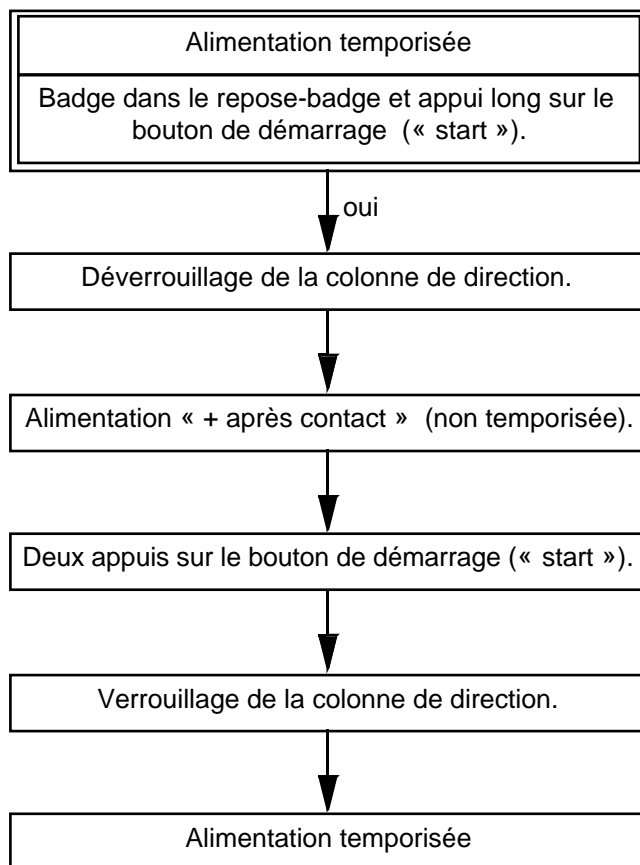 Alimentation temporisée
Badge dans le repose-badge et appui long sur le
bouton de démarrage (« start »).
oui
Déverrouillage de la colonne de direction.
Alimentation « + après contact » (non temporisée).
Deux appuis sur le bouton de démarrage (« start »).
Verrouillage de la colonne de direction.
Alimentation temporisée